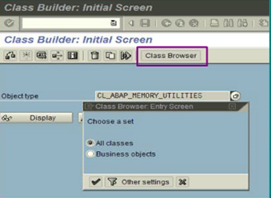 Class Builder: Initial Screen
Class Builder: Initial Screen
Class Browser
Object type
CL_ABAP_MEMORY_UTILITIES
Class Browser: Entry Screen
Display
Choose a set
All classes
Business objects
Other settings